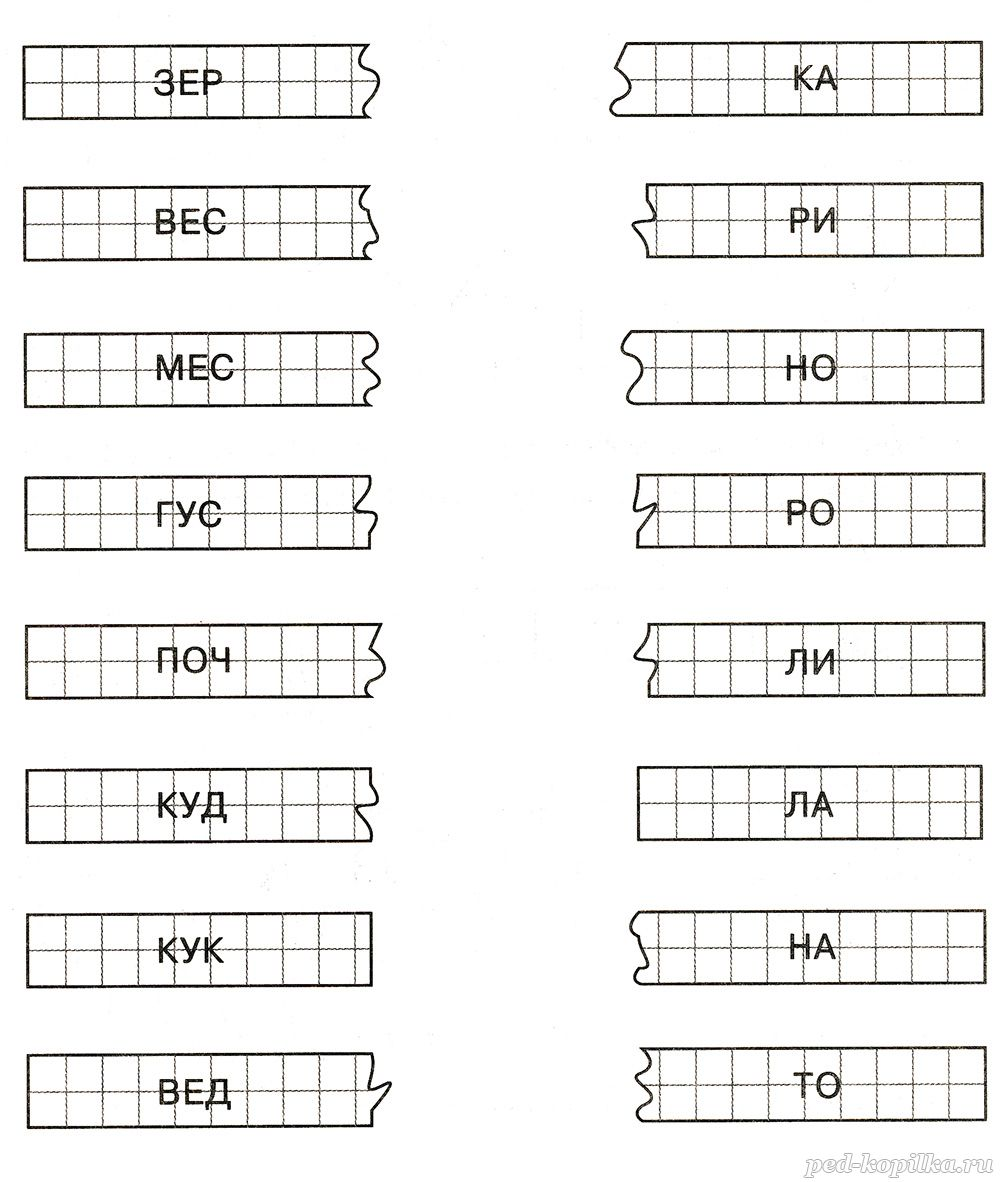 ЗЕР КА
ВЕС РИ
МЕС НО
ГУС РО
ПОЧ ЛИ
КУД ЛА
КУК НА
ВЕД ТО
ped-kopilka.ru